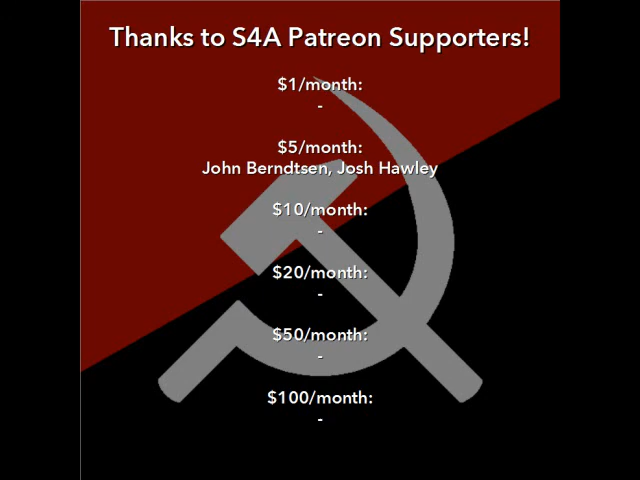 Thanks to S4A Patreon Supporters!
$1/month:
-
$5/month:
John Berndtsen, Josh Hawley
$10/month:
-
$20/month:
-
$50/month:
-
$100/month:
-